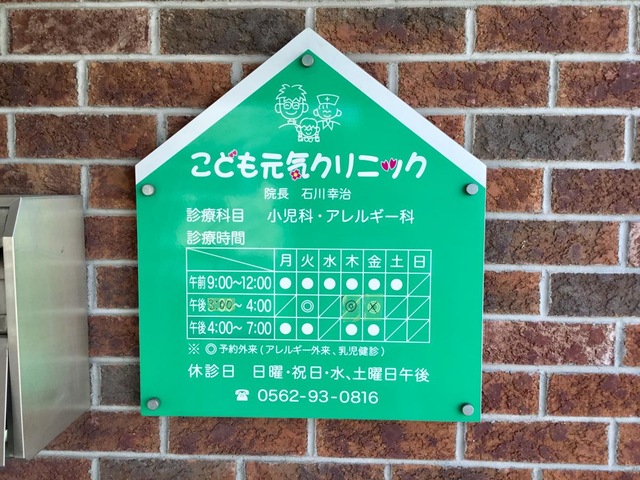 こども元気クリニック
院長 石川幸治
診療科目 小児科・アレルギー科
診療時間
月 火 水 木 金 土 日
午前 9:00〜12:00 ● ● ● ● ● ● ／
午後 〜 4:00 ／ ◎ ／ ◎ ／ ／
午後 4:00〜 7:00 ● ● ／ ● ● ／ ／
※ ◎予約外来(アレルギー外来、乳児健診)
休診日 日曜・祝日・水、土曜日午後
☎ 0562-93-0816